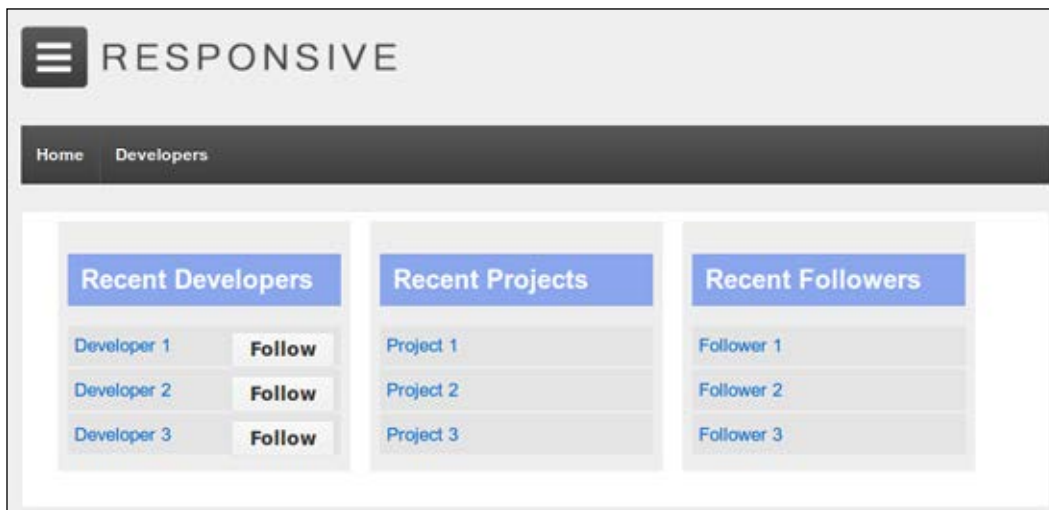 RESPONSIVE
Home Developers
Recent Developers
Developer 1 Follow
Developer 2 Follow
Developer 3 Follow
Recent Projects
Project 1
Project 2
Project 3
Recent Followers
Follower 1
Follower 2
Follower 3